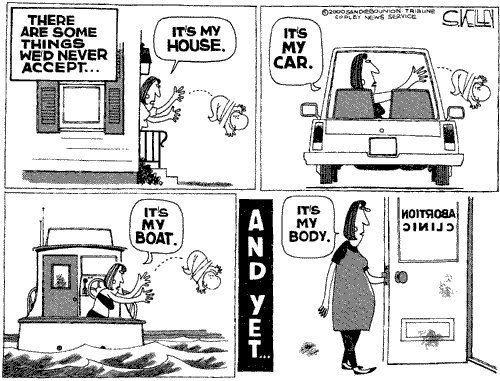 THERE
ARE SOME
THINGS
WE'D NEVER
ACCEPT...
IT'S MY
HOUSE.
©2000 SAN DIEGO UNION-TRIBUNE
COPLEY NEWS SERVICE
IT'S
MY
CAR.
IT'S
MY
BOAT.
AND YET...
IT'S
MY
BODY.
ABORTION
CLINIC